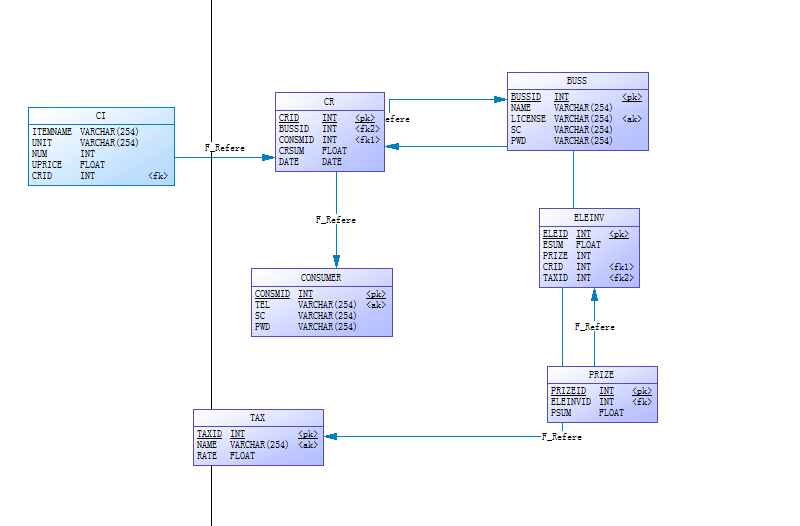 CI
ITEMNAME VARCHAR(254)
UNIT VARCHAR(254)
NUM INT
UPRICE FLOAT
CRID INT <fk>
F_Refere
CR
CRID INT <pk>
BUSSID INT <fk2>
CONSMID INT <fk1>
CRSUM FLOAT
DATE DATE
efere
BUSS
BUSSID INT <pk>
NAME VARCHAR(254)
LICENSE VARCHAR(254) <ak>
SC VARCHAR(254)
PWD VARCHAR(254)
F_Refere
CONSUMER
CONSMID INT <pk>
TEL VARCHAR(254) <ak>
SC VARCHAR(254)
PWD VARCHAR(254)
ELEINV
ELEID INT <pk>
ESUM FLOAT
PRIZE INT
CRID INT <fk1>
TAXID INT <fk2>
F_Refere
PRIZE
PRIZEID INT <pk>
ELEINVID INT <fk>
PSUM FLOAT
F_Refere
TAX
TAXID INT <pk>
NAME VARCHAR(254) <ak>
RATE FLOAT